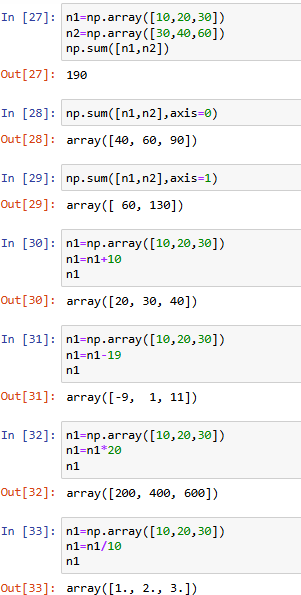 In [27]: n1=np.array([10,20,30])
n2=np.array([30,40,60])
np.sum([n1,n2])
Out[27]: 190
In [28]: np.sum([n1,n2],axis=0)
Out[28]: array([40, 60, 90])
In [29]: np.sum([n1,n2],axis=1)
Out[29]: array([ 60, 130])
In [30]: n1=np.array([10,20,30])
n1=n1+10
n1
Out[30]: array([20, 30, 40])
In [31]: n1=np.array([10,20,30])
n1=n1-19
n1
Out[31]: array([-9,  1, 11])
In [32]: n1=np.array([10,20,30])
n1=n1*20
n1
Out[32]: array([200, 400, 600])
In [33]: n1=np.array([10,20,30])
n1=n1/10
n1
Out[33]: array([1., 2., 3.])